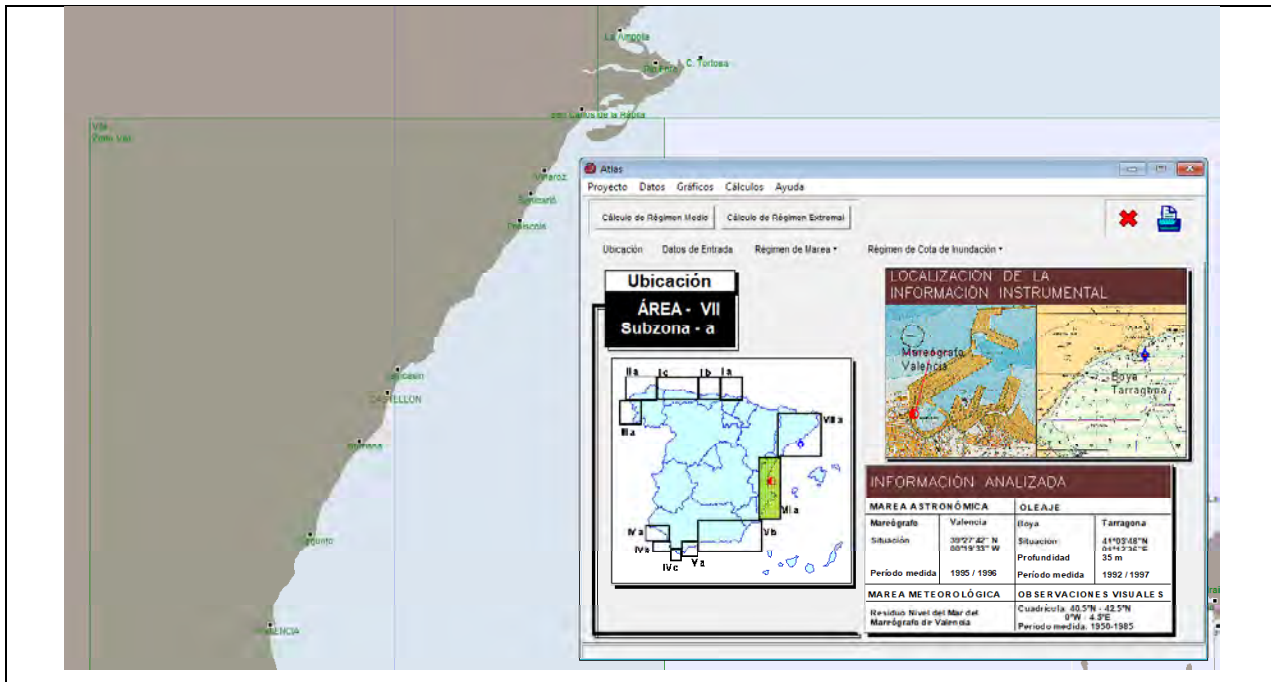 La Ampolla
C. Tortosa
San Carlos de la Rápita
VIIa
Vinaroz
CASTELLON
VALENCIA
Atlas
Proyecto Datos Gráficos Cálculos Ayuda
Cálculo de Régimen Medio Cálculo de Régimen Extremal
Ubicación Datos de Entrada Régimen de Marea Régimen de Cota de Inundación
Ubicación
ÁREA - VII
Subzona - a
II a I c I b I a
III a
VIII a
VII a
IV a
IV b
IV c
V a
V b
LOCALIZACIÓN DE LA
INFORMACIÓN INSTRUMENTAL
Mareógrafo
Valencia
Boya
Tarragona
INFORMACIÓN ANALIZADA
MAREA ASTRONÓMICA OLEAJE
Mareógrafo Valencia Boya Tarragona
Situación 39°27'42" N Situación 41°03'48"N
00°19'33" W
Profundidad 35 m
Período medida 1995 / 1996 Período medida 1992 / 1997
MAREA METEOROLÓGICA OBSERVACIONES VISUALES
Residuo Nivel del Mar del
Mareógrafo de Valencia
Cuadrícula 40.5°N - 42.5°N
0°W - 4.5°E
Período medida. 1950-1985